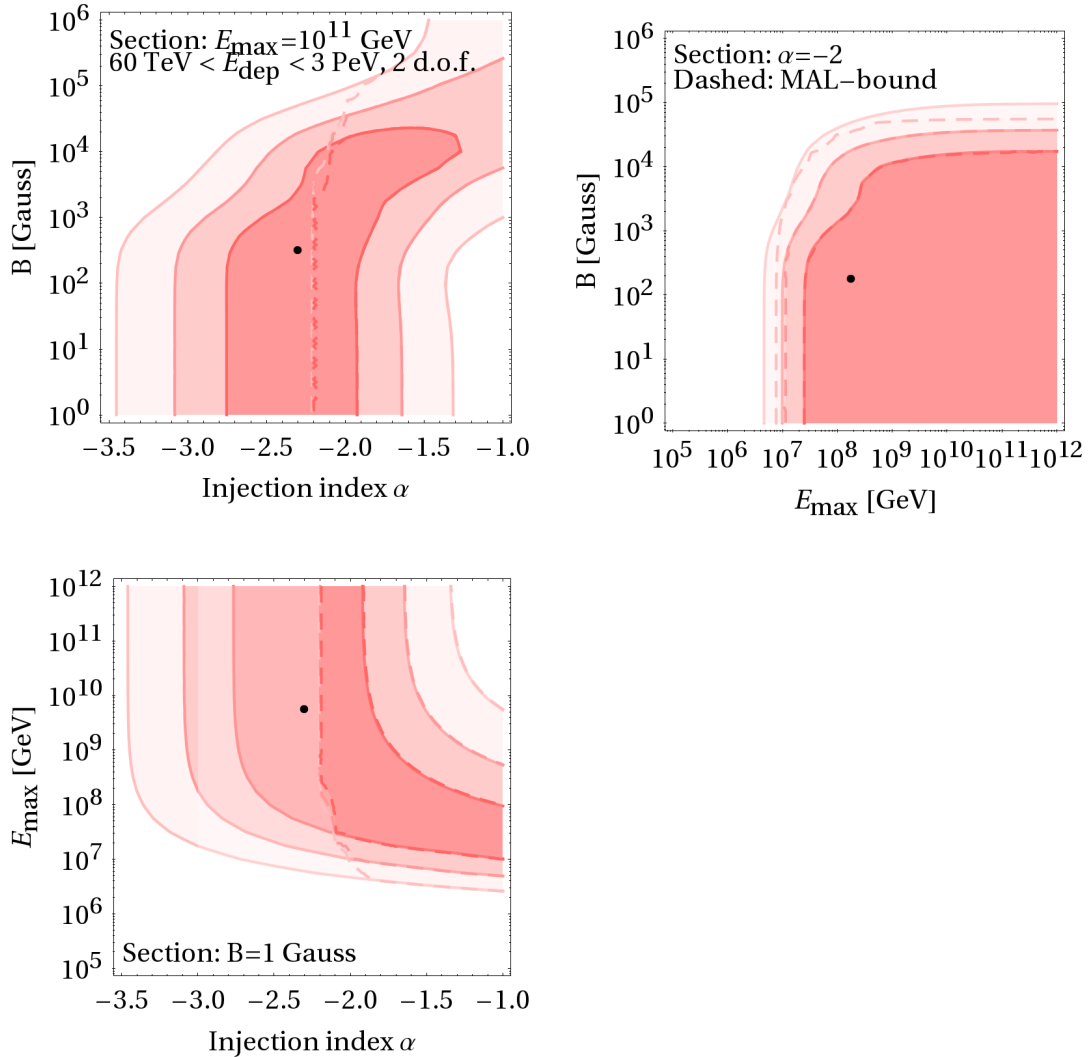 Section: E_max=10^11 GeV
60 TeV < E_dep < 3 PeV, 2 d.o.f.
B [Gauss]
10^6
10^5
10^4
10^3
10^2
10^1
10^0
−3.5 −3.0 −2.5 −2.0 −1.5 −1.0
Injection index α
Section: α=−2
Dashed: MAL−bound
B [Gauss]
10^6
10^5
10^4
10^3
10^2
10^1
10^0
10^5 10^6 10^7 10^8 10^9 10^10 10^11 10^12
E_max [GeV]
E_max [GeV]
10^12
10^11
10^10
10^9
10^8
10^7
10^6
10^5
Section: B=1 Gauss
−3.5 −3.0 −2.5 −2.0 −1.5 −1.0
Injection index α